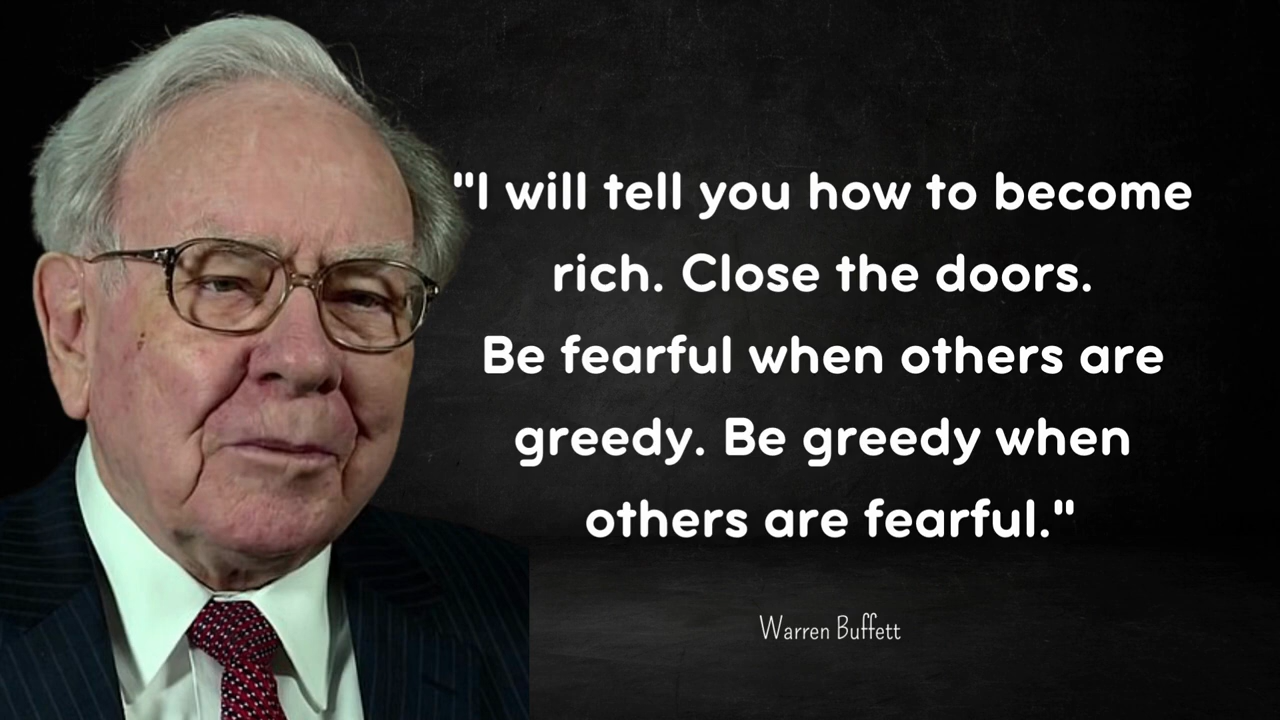 "I will tell you how to become
rich. Close the doors.
Be fearful when others are
greedy. Be greedy when
others are fearful."
Warren Buffett